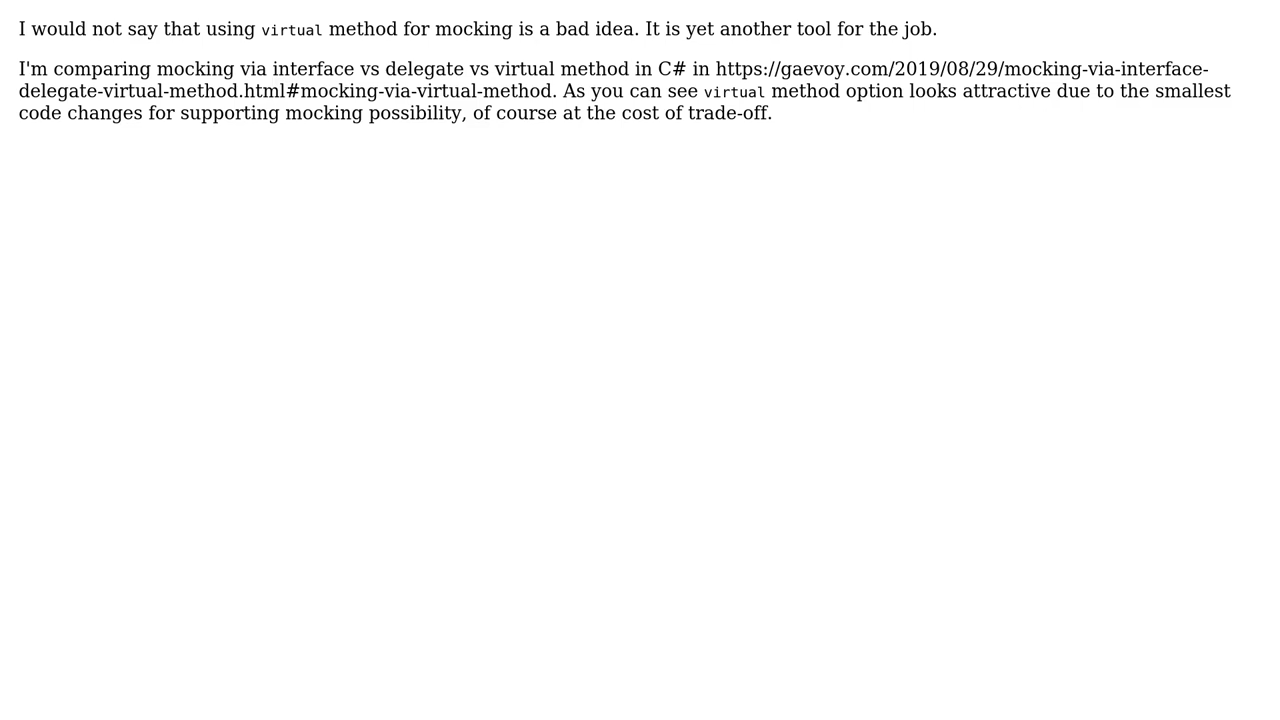 I would not say that using virtual method for mocking is a bad idea. It is yet another tool for the job.
I'm comparing mocking via interface vs delegate vs virtual method in C# in https://gaevoy.com/2019/08/29/mocking-via-interface-
delegate-virtual-method.html#mocking-via-virtual-method. As you can see virtual method option looks attractive due to the smallest
code changes for supporting mocking possibility, of course at the cost of trade-off.